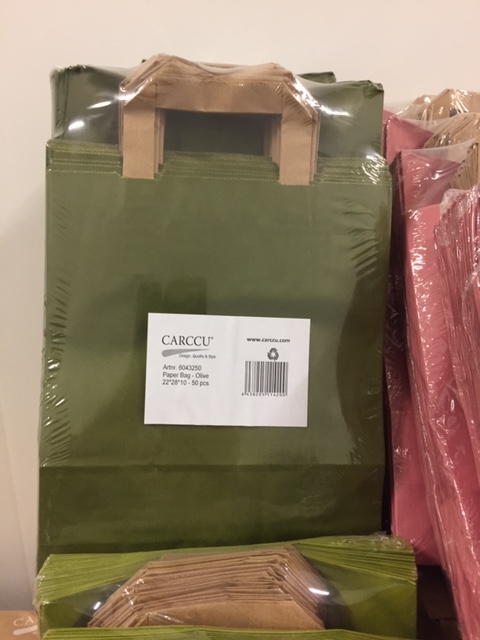 CARCCU®
Design, Quality & Style
www.carccu.com
Artnr. 6043250
Paper Bag - Olive
22*28*10 - 50 pcs